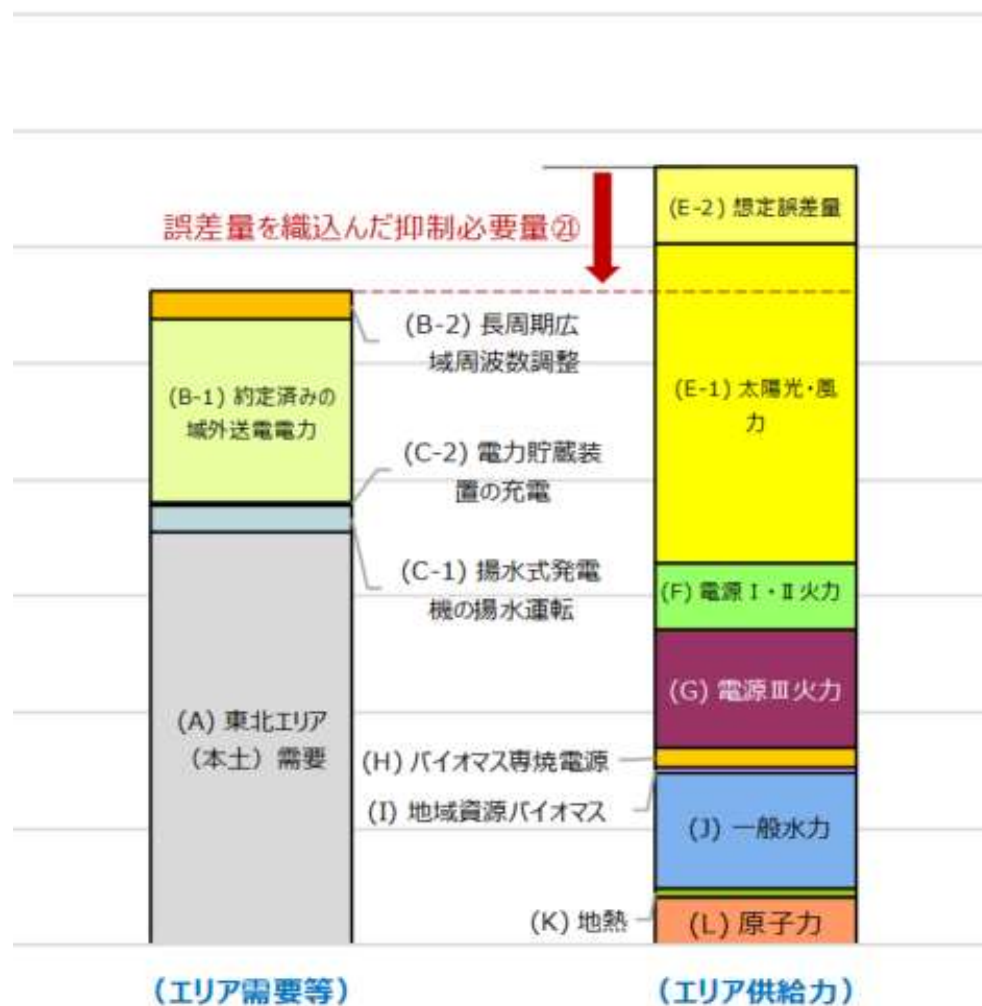 (E-2) 想定誤差量
誤差量を織込んだ抑制必要量㉑
(B-2) 長周期広
域周波数調整
(B-1) 約定済みの
域外送電電力
(E-1) 太陽光・風
力
(C-2) 電力貯蔵装
置の充電
(C-1) 揚水式発電
機の揚水運転
(F) 電源Ⅰ・Ⅱ火力
(G) 電源Ⅲ火力
(A) 東北エリア
（本土）需要
(H) バイオマス専焼電源
(I) 地域資源バイオマス
(J) 一般水力
(K) 地熱
(L) 原子力
（エリア需要等）
（エリア供給力）